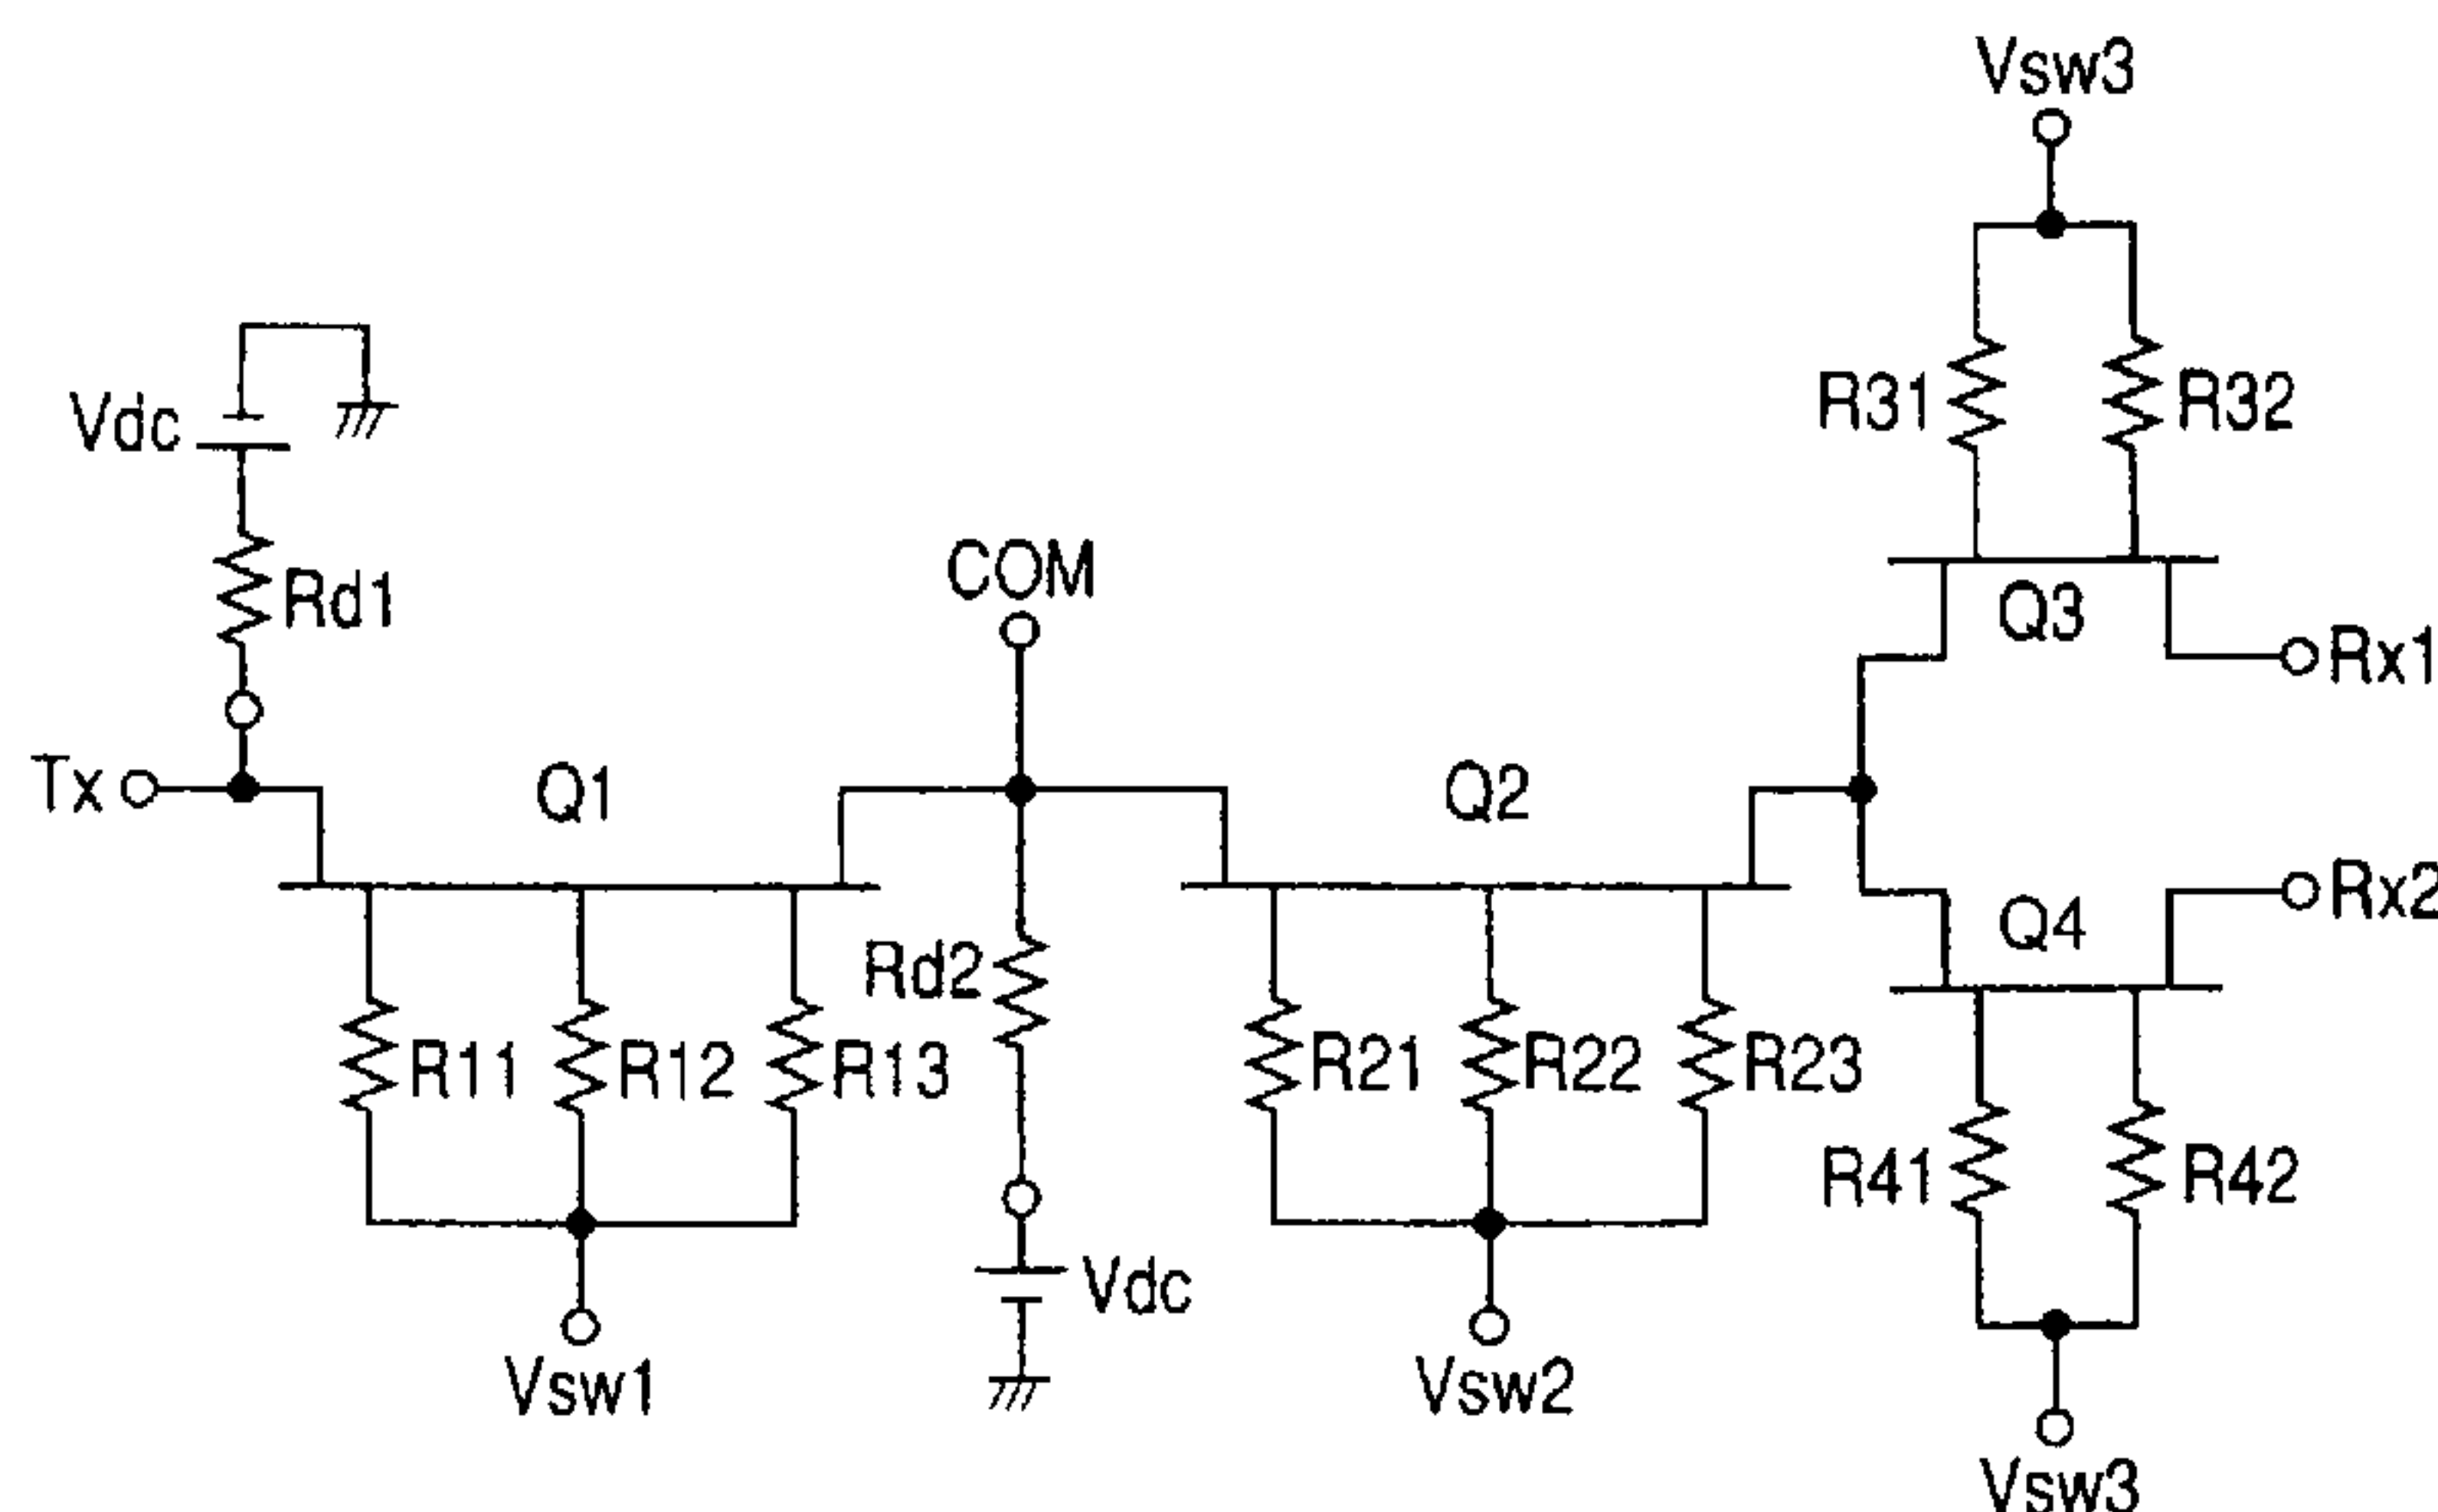 Vsw3
R31
R32
Vdc
Rd1
COM
Q3
Rx1
Tx
Q1
Q2
Rx2
Q4
Rd2
R11
R12
R13
R21
R22
R23
R41
R42
Vdc
Vsw1
Vsw2
Vsw3